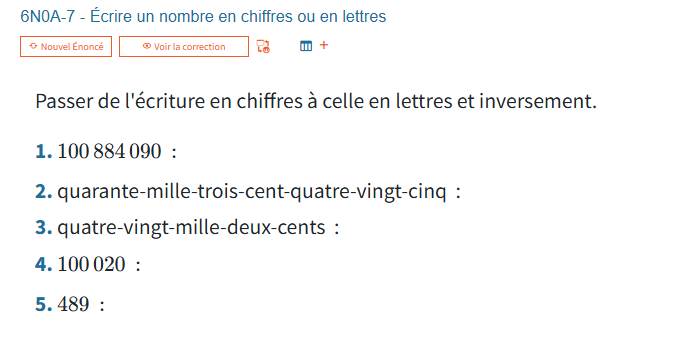 6N0A-7 - Écrire un nombre en chiffres ou en lettres
Nouvel Énoncé Voir la correction +
Passer de l'écriture en chiffres à celle en lettres et inversement.
1. 100 884 090 :
2. quarante-mille-trois-cent-quatre-vingt-cinq :
3. quatre-vingt-mille-deux-cents :
4. 100 020 :
5. 489 :